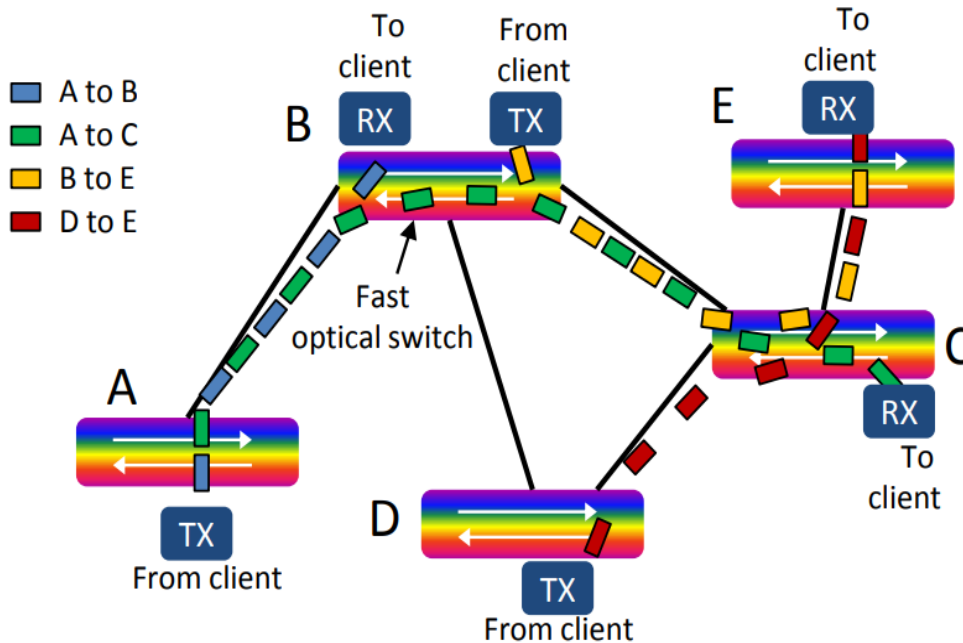 A to B
A to C
B to E
D to E
To
client
From
client
B
RX
TX
To
client
E
RX
Fast
optical switch
A
C
RX
To
client
TX
From client
D
TX
From client